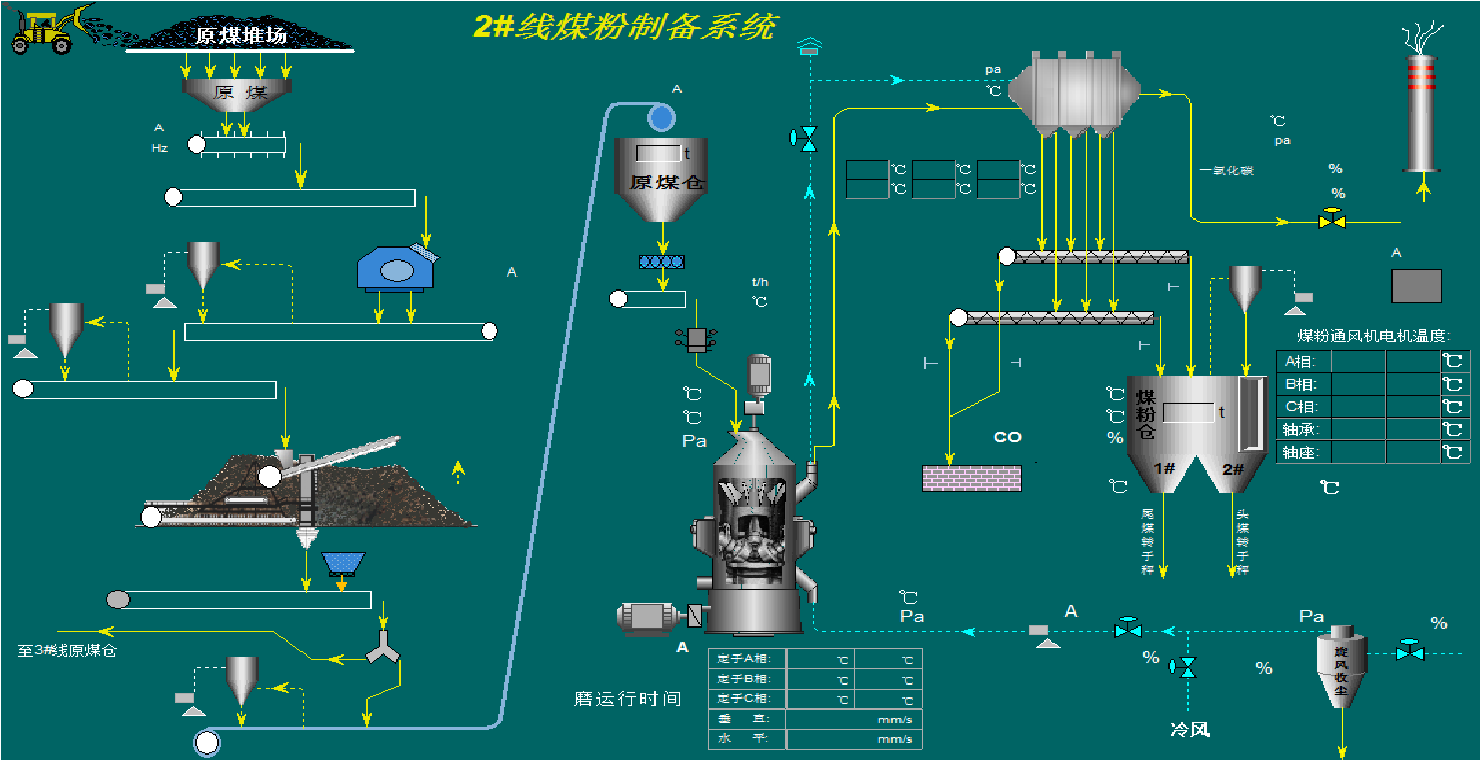 2#线煤粉制备系统
原煤堆场
原 煤
A
Hz
A
A
t
原煤仓
t/h
℃
℃
℃
Pa
pa
℃
℃ ℃ ℃
℃ ℃ ℃
℃
pa
一氧化碳
%
%
A
煤粉通风机电机温度:
A相: ℃
B相: ℃
C相: ℃
轴承: ℃
轴座: ℃
℃
℃
℃
%
℃
煤粉仓
t
1#
2#
CO
尾煤转子秤
头煤转子秤
至3#线原煤仓
A
磨运行时间
定子A相: ℃ ℃
定子B相: ℃ ℃
定子C相: ℃ ℃
垂 直: mm/s
水 平: mm/s
℃
Pa
A
Pa
%
%
%
旋风收尘
冷风